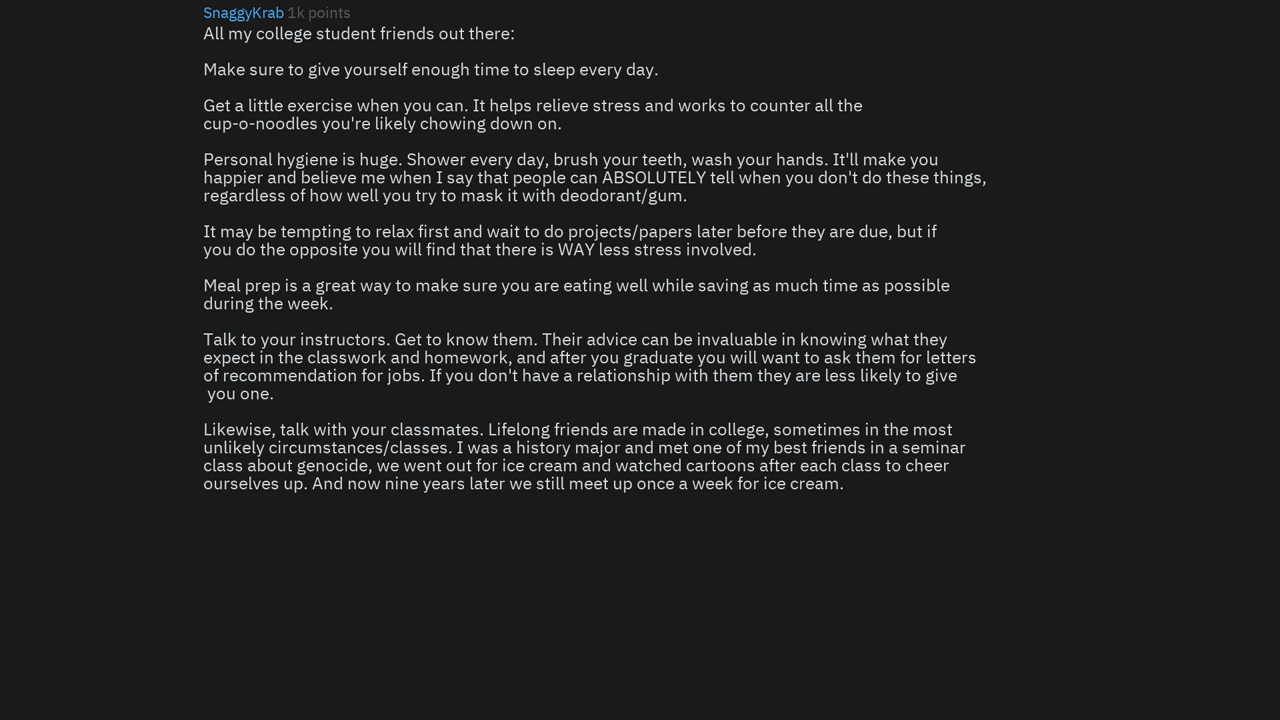 SnaggyKrab 1k points
All my college student friends out there:
Make sure to give yourself enough time to sleep every day.
Get a little exercise when you can. It helps relieve stress and works to counter all the
cup-o-noodles you're likely chowing down on.
Personal hygiene is huge. Shower every day, brush your teeth, wash your hands. It'll make you
happier and believe me when I say that people can ABSOLUTELY tell when you don't do these things,
regardless of how well you try to mask it with deodorant/gum.
It may be tempting to relax first and wait to do projects/papers later before they are due, but if
you do the opposite you will find that there is WAY less stress involved.
Meal prep is a great way to make sure you are eating well while saving as much time as possible
during the week.
Talk to your instructors. Get to know them. Their advice can be invaluable in knowing what they
expect in the classwork and homework, and after you graduate you will want to ask them for letters
of recommendation for jobs. If you don't have a relationship with them they are less likely to give
you one.
Likewise, talk with your classmates. Lifelong friends are made in college, sometimes in the most
unlikely circumstances/classes. I was a history major and met one of my best friends in a seminar
class about genocide, we went out for ice cream and watched cartoons after each class to cheer
ourselves up. And now nine years later we still meet up once a week for ice cream.